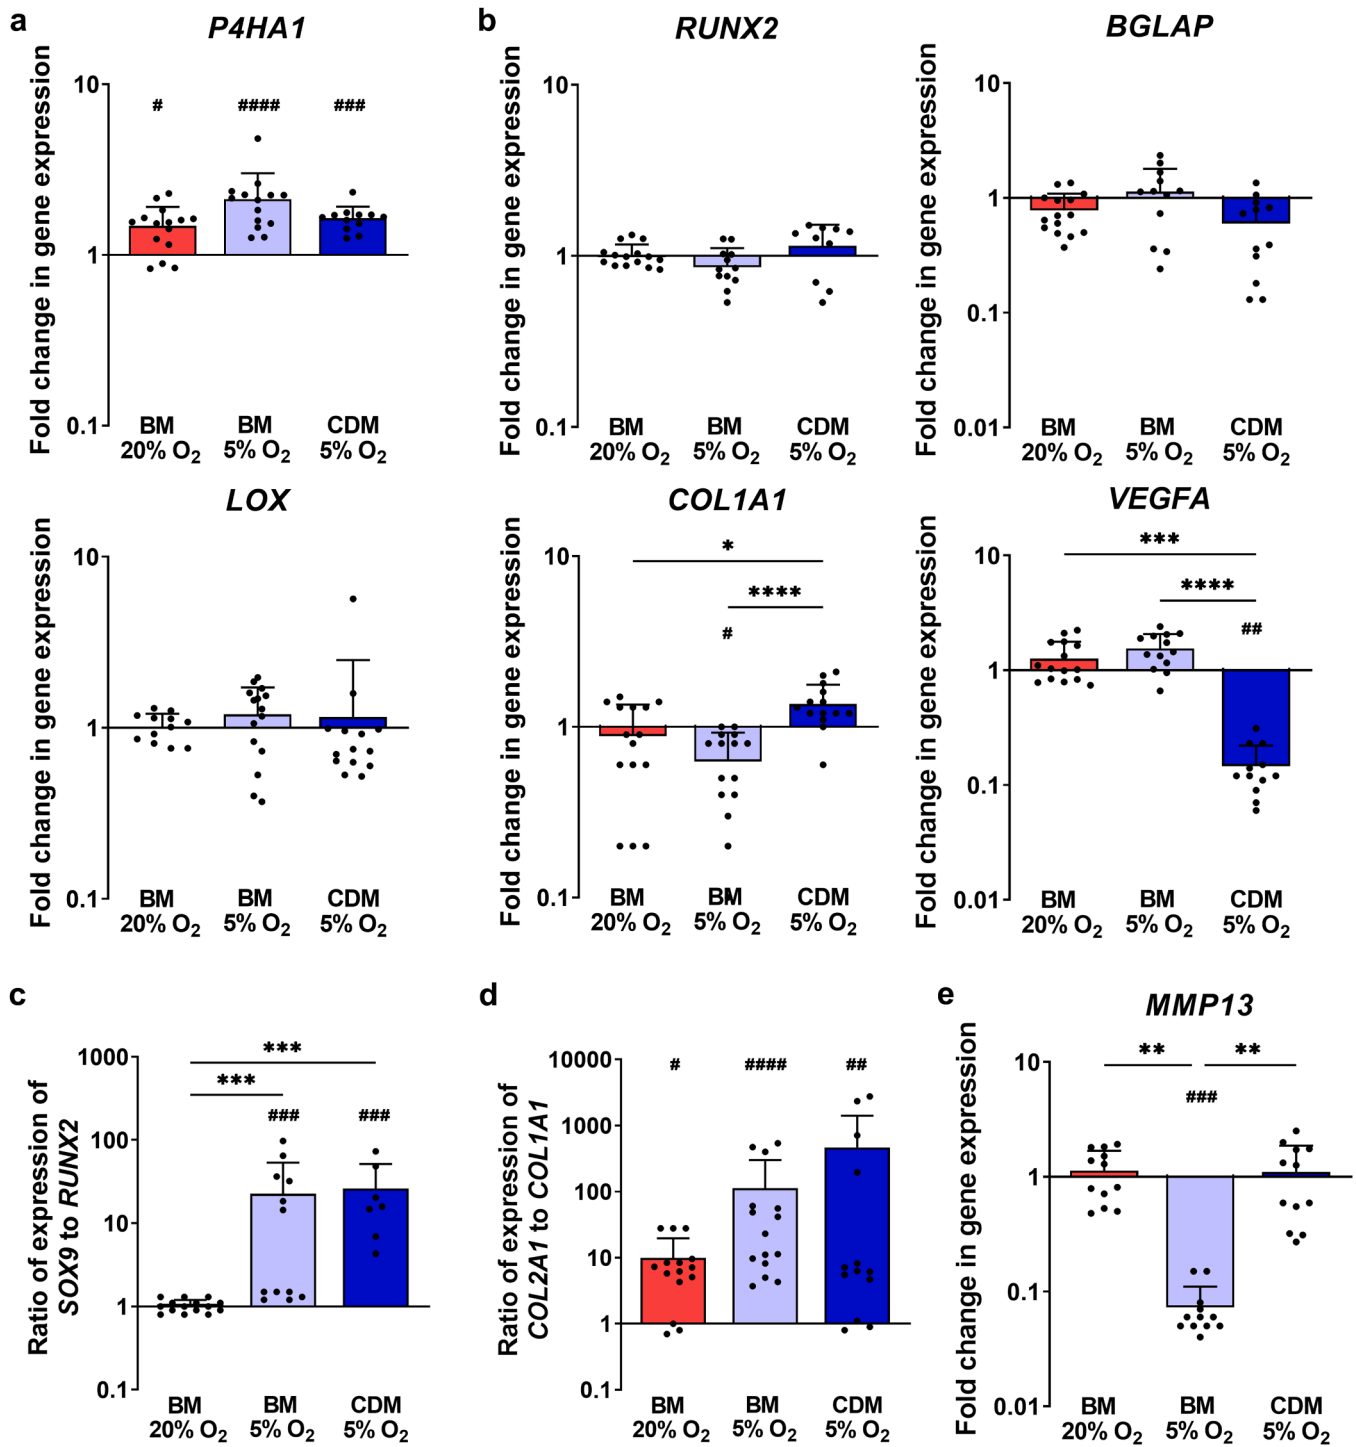 a
P4HA1
Fold change in gene expression
10
1
0.1
#
####
###
BM
20% O₂
BM
5% O₂
CDM
5% O₂
LOX
Fold change in gene expression
10
1
0.1
BM
20% O₂
BM
5% O₂
CDM
5% O₂
b
RUNX2
Fold change in gene expression
10
1
0.1
BM
20% O₂
BM
5% O₂
CDM
5% O₂
BGLAP
Fold change in gene expression
10
1
0.1
0.01
BM
20% O₂
BM
5% O₂
CDM
5% O₂
COL1A1
Fold change in gene expression
10
1
0.1
*
****
#
BM
20% O₂
BM
5% O₂
CDM
5% O₂
VEGFA
Fold change in gene expression
10
1
0.1
0.01
***
****
##
BM
20% O₂
BM
5% O₂
CDM
5% O₂
c
Ratio of expression of
SOX9 to RUNX2
1000
100
10
1
0.1
***
***
###
###
BM
20% O₂
BM
5% O₂
CDM
5% O₂
d
Ratio of expression of
COL2A1 to COL1A1
10000
1000
100
10
1
0.1
#
####
##
BM
20% O₂
BM
5% O₂
CDM
5% O₂
e
MMP13
Fold change in gene expression
10
1
0.1
0.01
**
**
###
BM
20% O₂
BM
5% O₂
CDM
5% O₂